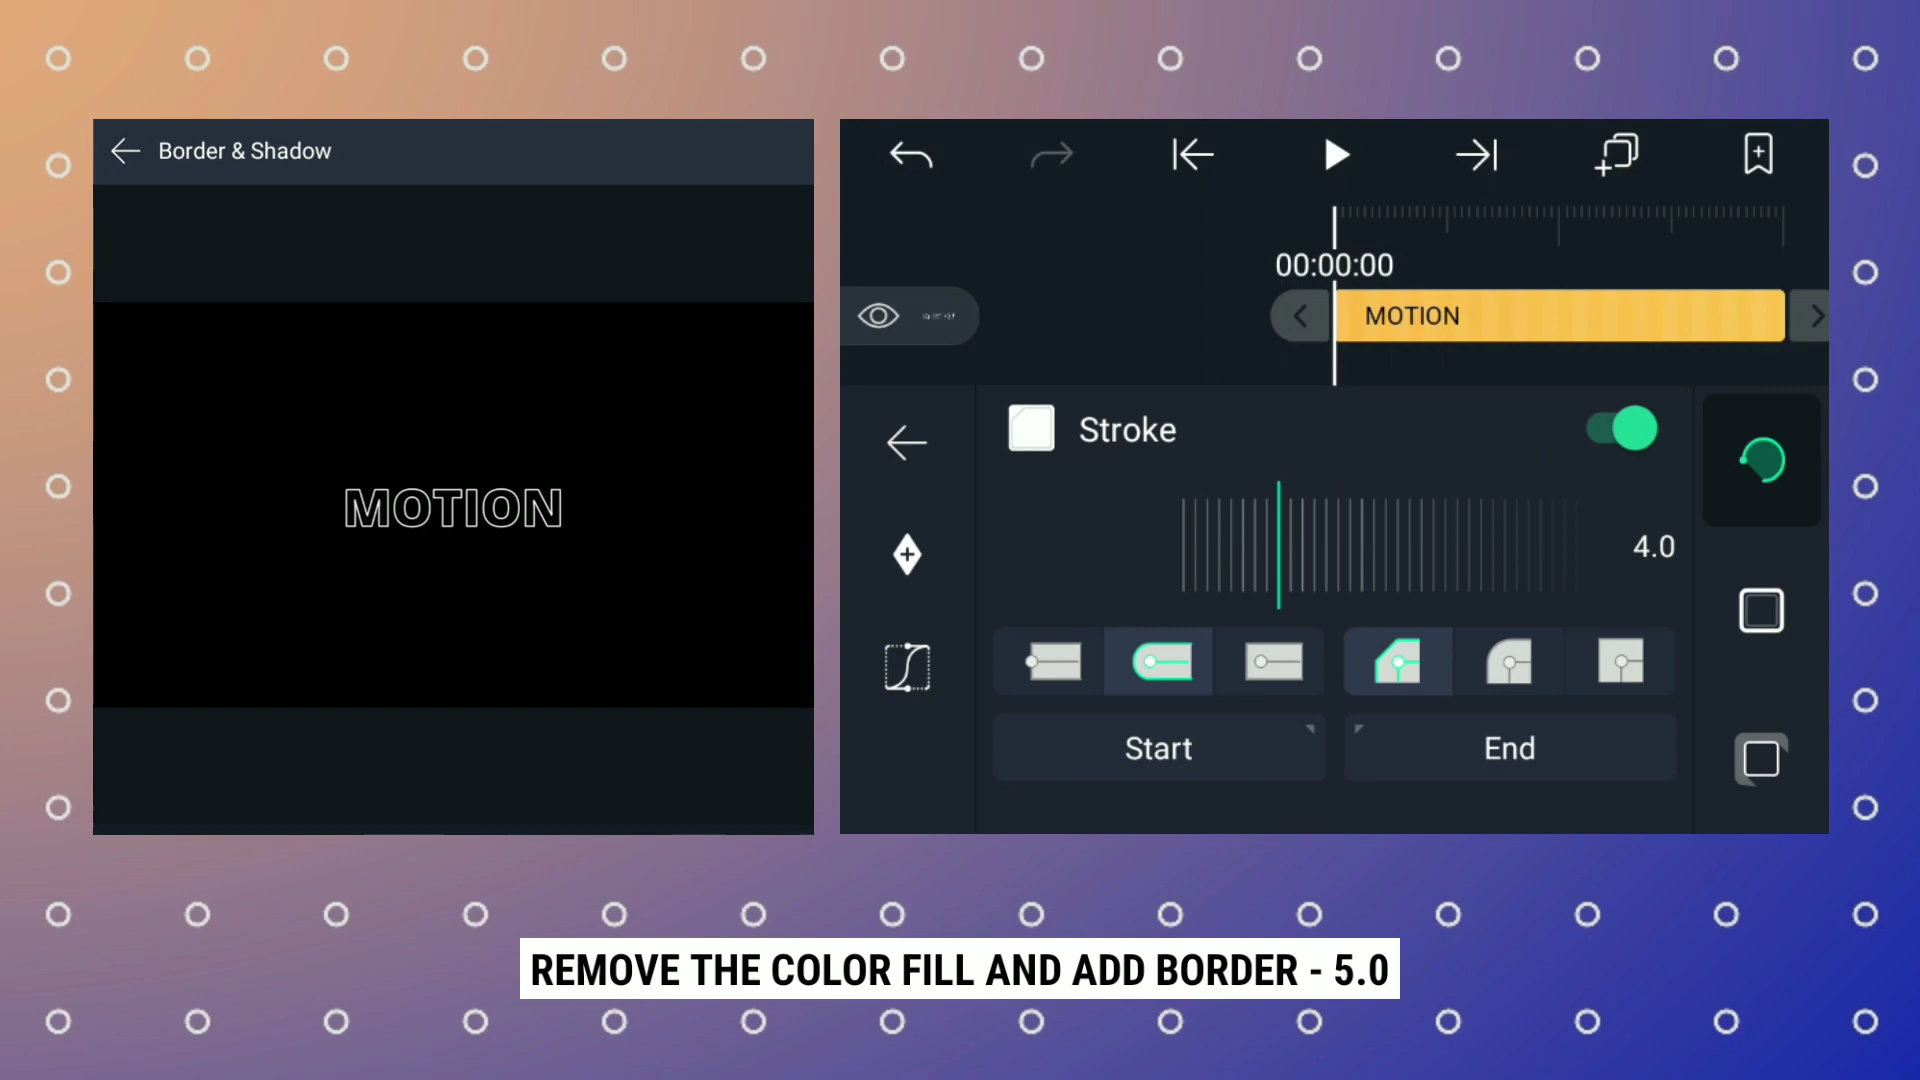 Border & Shadow
MOTION
00:00:00
MOTION
Stroke
4.0
Start
End
REMOVE THE COLOR FILL AND ADD BORDER - 5.0